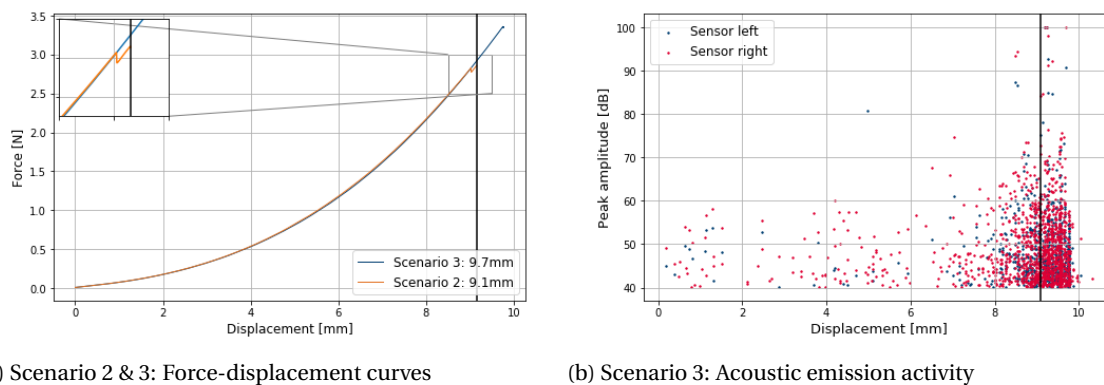 3.5
3.0
2.5
2.0
1.5
1.0
0.5
0.0
Force [N]
0
2
4
6
8
10
Displacement [mm]
Scenario 3: 9.7mm
Scenario 2: 9.1mm
100
90
80
70
60
50
40
Peak amplitude [dB]
0
2
4
6
8
10
Displacement [mm]
Sensor left
Sensor right
) Scenario 2 & 3: Force-displacement curves
(b) Scenario 3: Acoustic emission activity